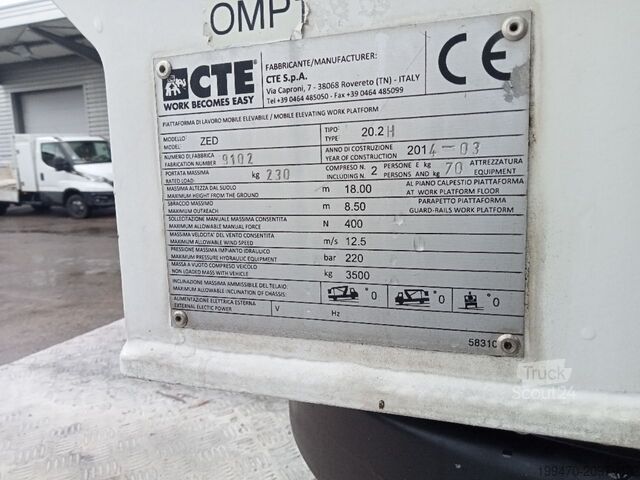 OMP
CTE
WORK BECOMES EASY
FABBRICANTE/MANUFACTURER:
CTE S.p.A.
Via Caproni, 7 - 38068 Rovereto (TN) - ITALY
Tel +39 0464 485050 - Fax +39 0464 485099
CE
PIATTAFORMA DI LAVORO MOBILE ELEVABILE / MOBILE ELEVATING WORK PLATFORM
MODELLO:
MODEL:
ZED
TIPO:
TYPE:
20.2H
NUMERO DI FABBRICA
FABRICATION NUMBER
9102
ANNO DI COSTRUZIONE
YEAR OF CONSTRUCTION
2014-03
PORTATA MASSIMA
RATED LOAD
kg 230
COMPRESO N.
INCLUDING N.
2
PERSONE E kg
PERSONS AND kg
70
ATTREZZATURA
EQUIPMENT
MASSIMA ALTEZZA DAL SUOLO
MAXIMUM HEIGHT FROM THE GROUND
m 18.00
AL PIANO CALPESTIO PIATTAFORMA
AT WORK PLATFORM FLOOR
SBRACCIO MASSIMO
MAXIMUM OUTREACH
m 8.50
PARAPETTO PIATTAFORMA
GUARD-RAILS WORK PLATFORM
SOLLECITAZIONE MANUALE MASSIMA CONSENTITA
MAXIMUM ALLOWABLE MANUAL FORCE
N 400
MASSIMA VELOCITA' DEL VENTO CONSENTITA
MAXIMUM ALLOWABLE WIND SPEED
m/s 12.5
PRESSIONE MASSIMA IMPIANTO IDRAULICO
MAXIMUM PRESSURE HYDRAULIC EQUIPMENT
bar 220
MASSA A VUOTO COMPRESO VEICOLO
NON LOADED MASS WITH VEHICLE
kg 3500
INCLINAZIONE MASSIMA AMMISSIBILE DEL TELAIO
MAXIMUM ALLOWABLE INCLINATION OF CHASSIS:
°0 °0 °0
ALIMENTAZIONE ELETTRICA ESTERNA
EXTERNAL ELECTRIC POWER
V Hz
58310
Truck
Scout24